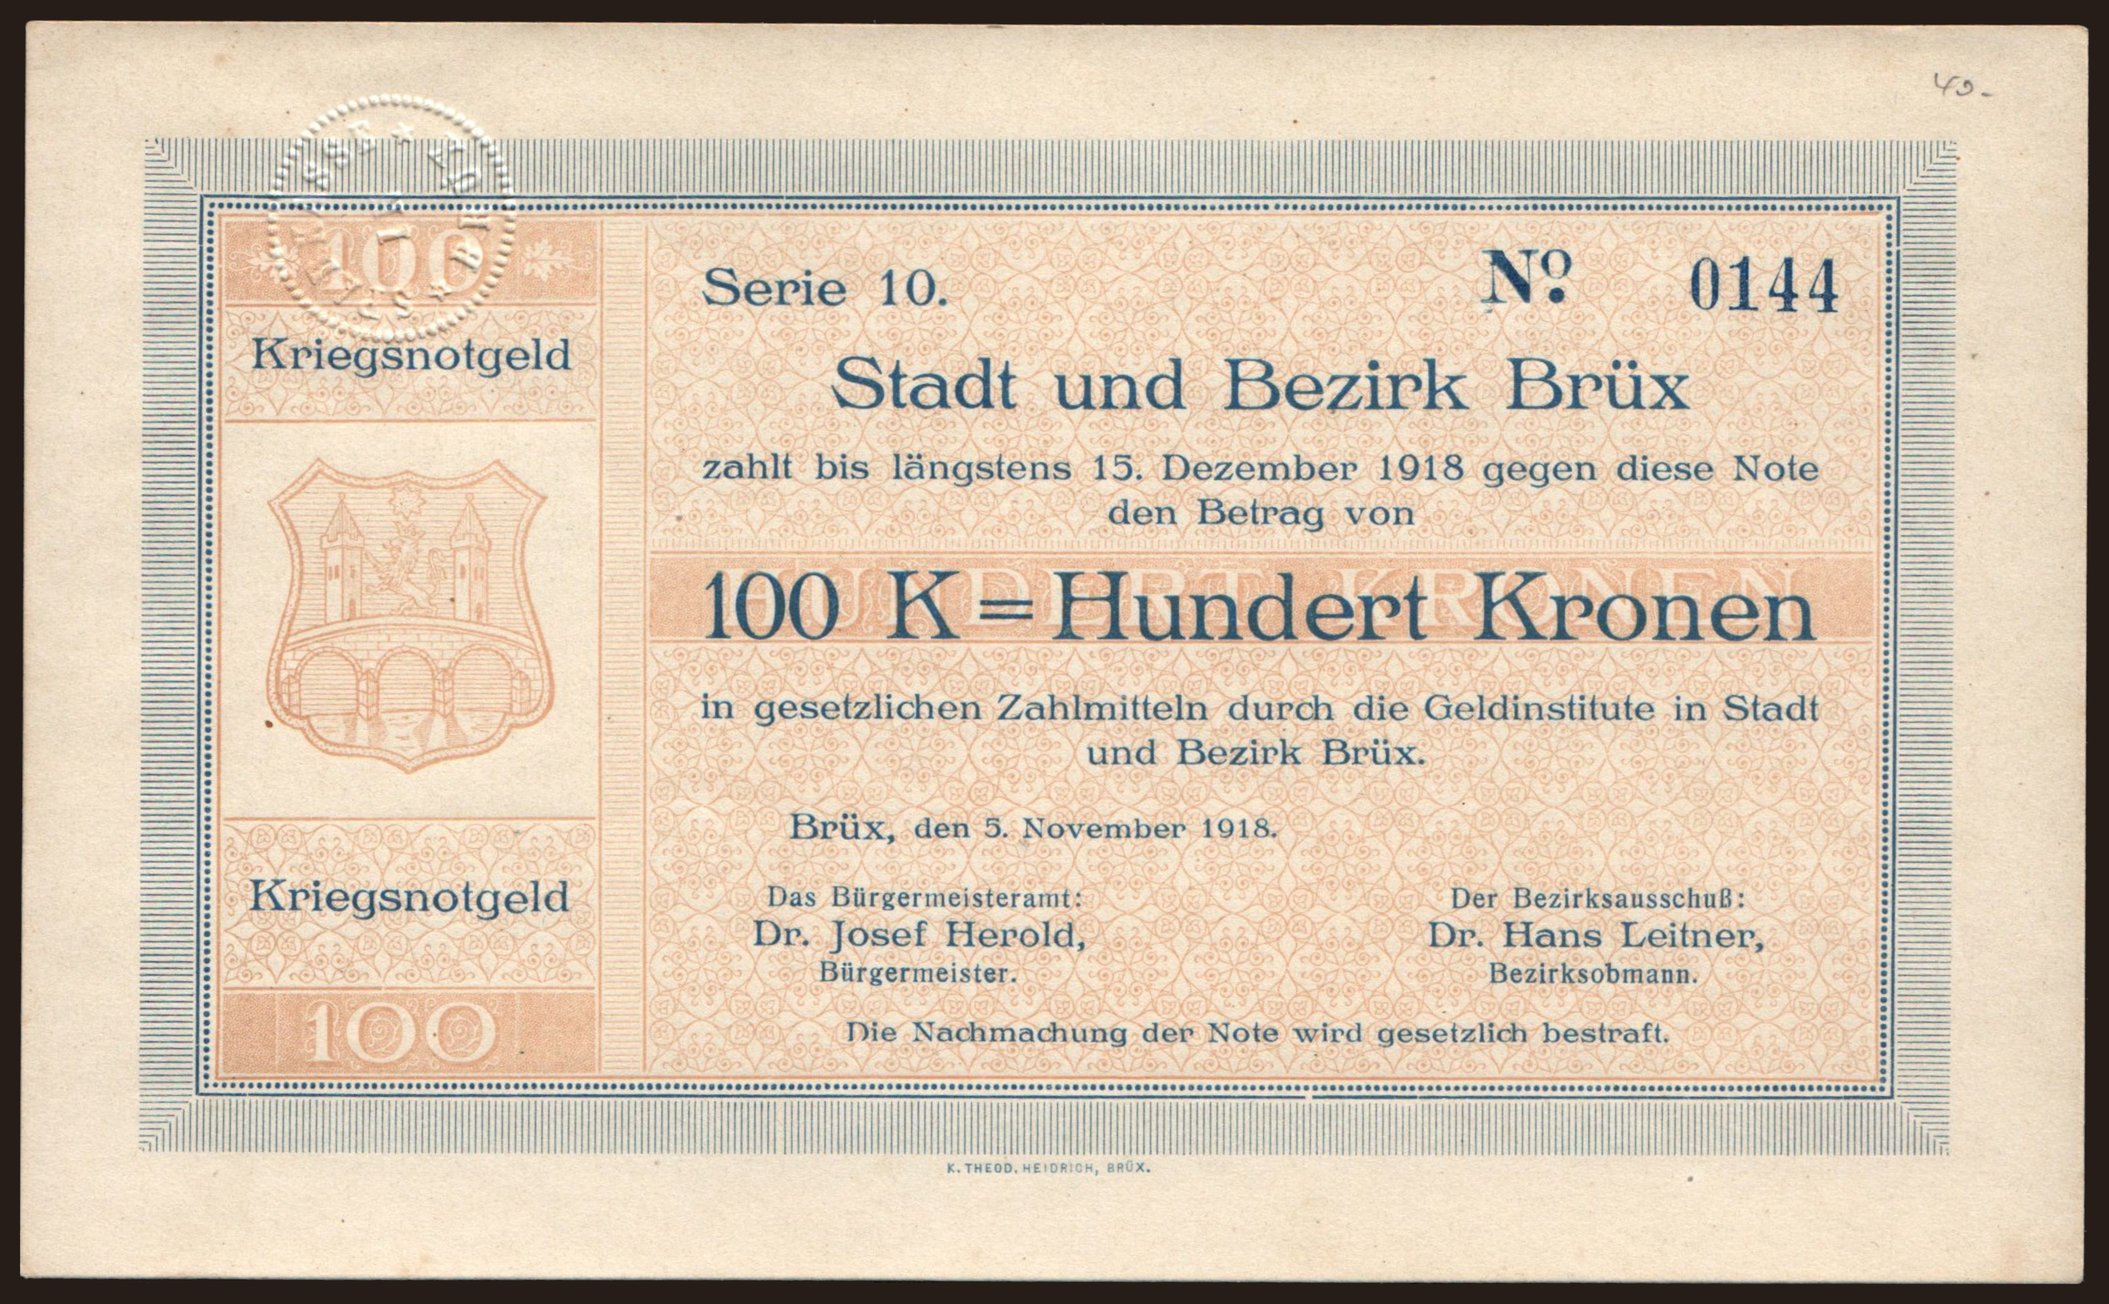 100
Kriegsnotgeld
Serie 10.
No. 0144
Stadt und Bezirk Brüx
zahlt bis längstens 15. Dezember 1918 gegen diese Note
den Betrag von
HUNDERT KRONEN
100 K = Hundert Kronen
in gesetzlichen Zahlmitteln durch die Geldinstitute in Stadt
und Bezirk Brüx.
Brüx, den 5. November 1918.
Das Bürgermeisteramt:
Dr. Josef Herold,
Bürgermeister.
Der Bezirksausschuß:
Dr. Hans Leitner,
Bezirksobmann.
Die Nachmachung der Note wird gesetzlich bestraft.
Kriegsnotgeld
100
K. THEOD. HEIDRICH, BRÜX.